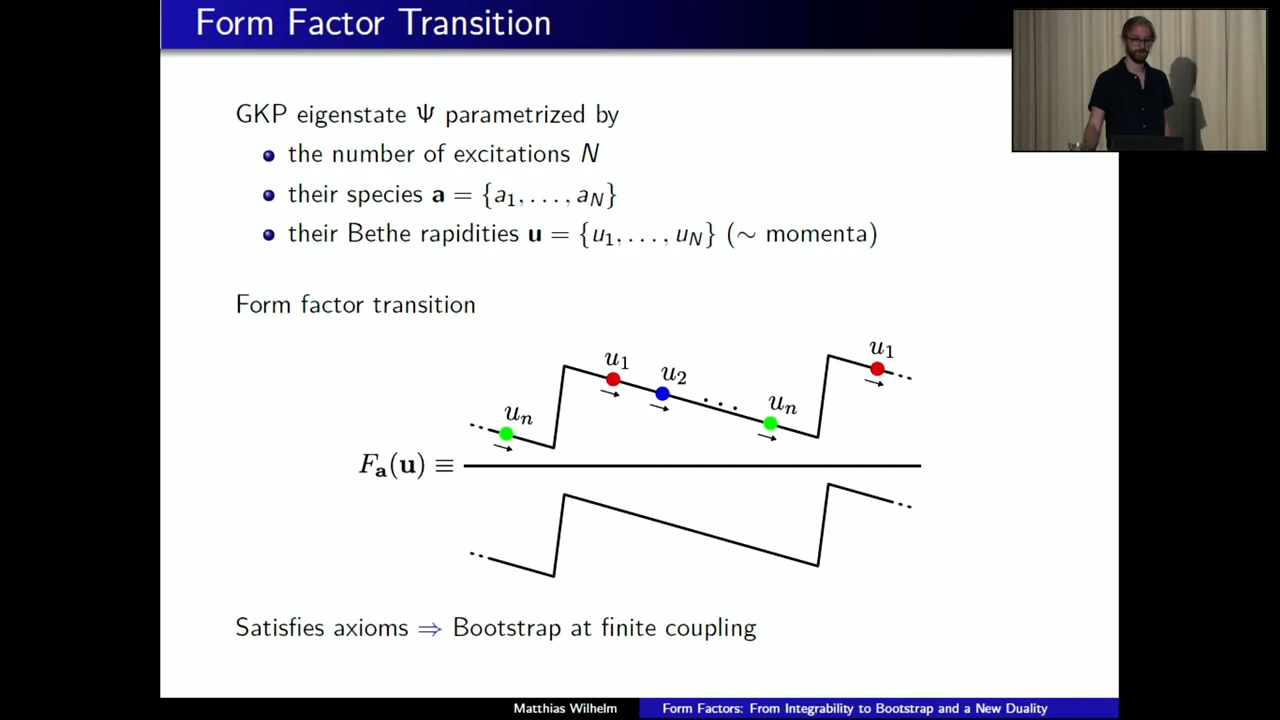 Form Factor Transition
GKP eigenstate Ψ parametrized by
the number of excitations N
their species a = {a₁, . . . , a_N}
their Bethe rapidities u = {u₁, . . . , u_N} (∼ momenta)
Form factor transition
u₁
u₁
u₂
u_n
u_n
. . .
F_a(u) ≡
Satisfies axioms ⇒ Bootstrap at finite coupling
Matthias Wilhelm
Form Factors: From Integrability to Bootstrap and a New Duality